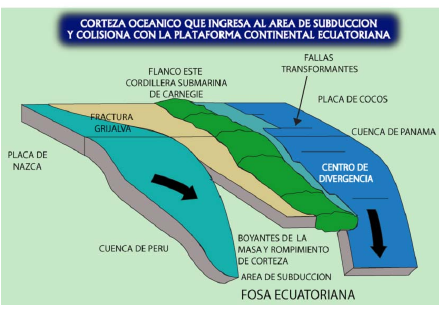 CORTEZA OCEANICO QUE INGRESA AL AREA DE SUBDUCCION
Y COLISIONA CON LA PLATAFORMA CONTINENTAL ECUATORIANA
FALLAS
TRANSFORMANTES
FLANCO ESTE
CORDILLERA SUBMARINA
DE CARNEGIE
PLACA DE COCOS
FRACTURA
GRIJALVA
CUENCA DE PANAMA
PLACA DE
NAZCA
CENTRO DE
DIVERGENCIA
CUENCA DE PERU
BOYANTES DE LA
MASA Y ROMPIMIENTO
DE CORTEZA
AREA DE SUBDUCCION
FOSA ECUATORIANA